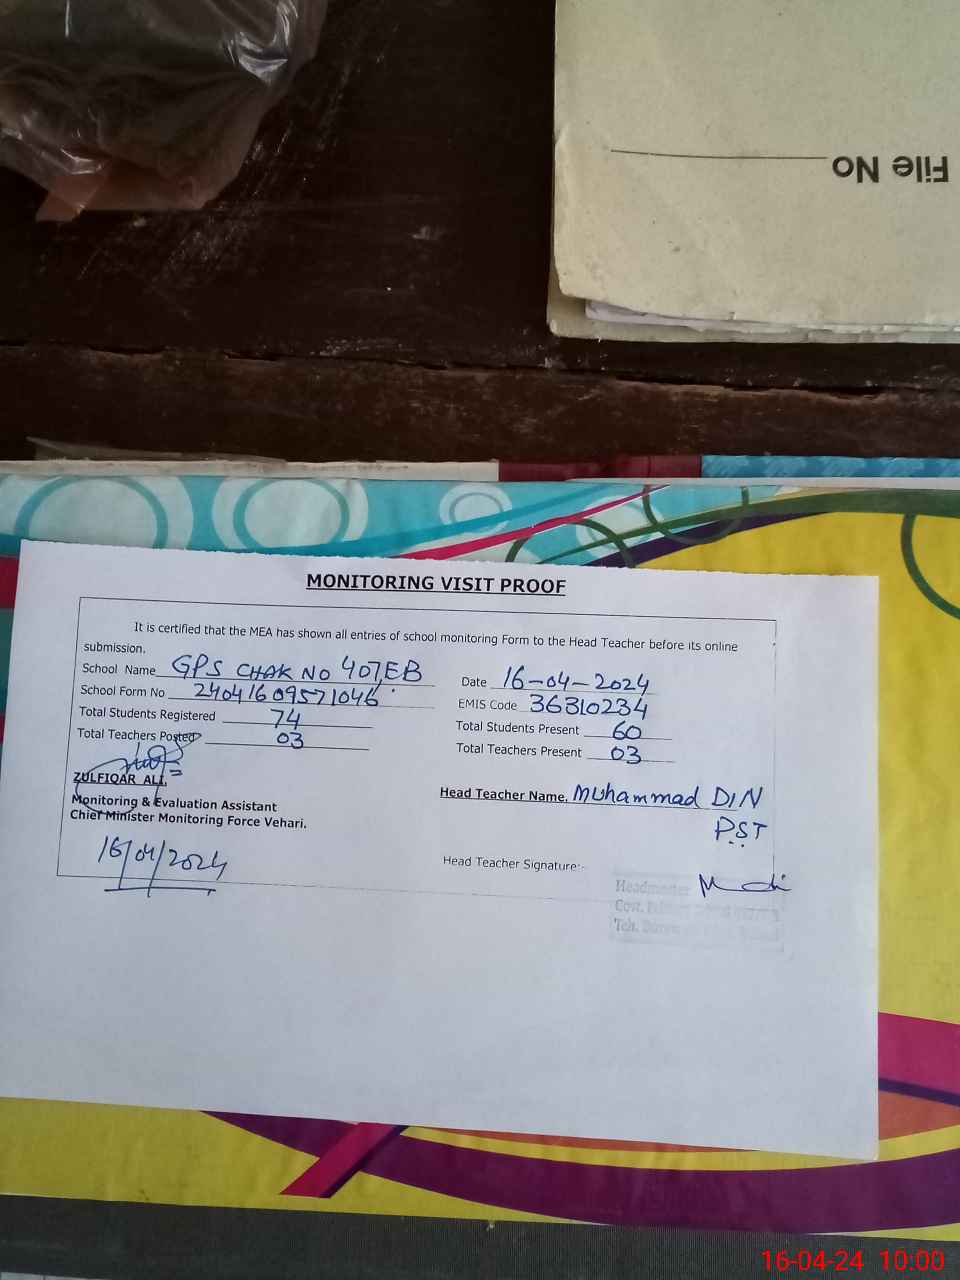 File No
MONITORING VISIT PROOF
It is certified that the MEA has shown all entries of school monitoring Form to the Head Teacher before its online
submission.
School Name GPS CHAK NO 407,EB
Date 16-04-2024
School Form No 24041609571046
EMIS Code 36310234
Total Students Registered 74
Total Students Present 60
Total Teachers Posted 03
Total Teachers Present 03
ZULFIQAR ALI.
Monitoring & Evaluation Assistant
Chief Minister Monitoring Force Vehari.
Head Teacher Name. Muhammad DIN
P.S.T
16/04/2024
Head Teacher Signature:-
Headmaster
Tch.
16-04-24 10:00